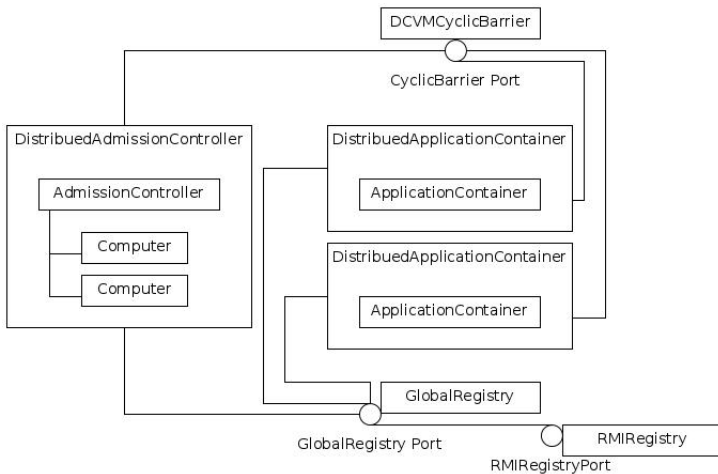 DCVMCyclicBarrier
CyclicBarrier Port
DistribuedAdmissionController
AdmissionController
Computer
Computer
DistribuedApplicationContainer
ApplicationContainer
DistribuedApplicationContainer
ApplicationContainer
GlobalRegistry
GlobalRegistry Port
RMIRegistry
RMIRegistryPort